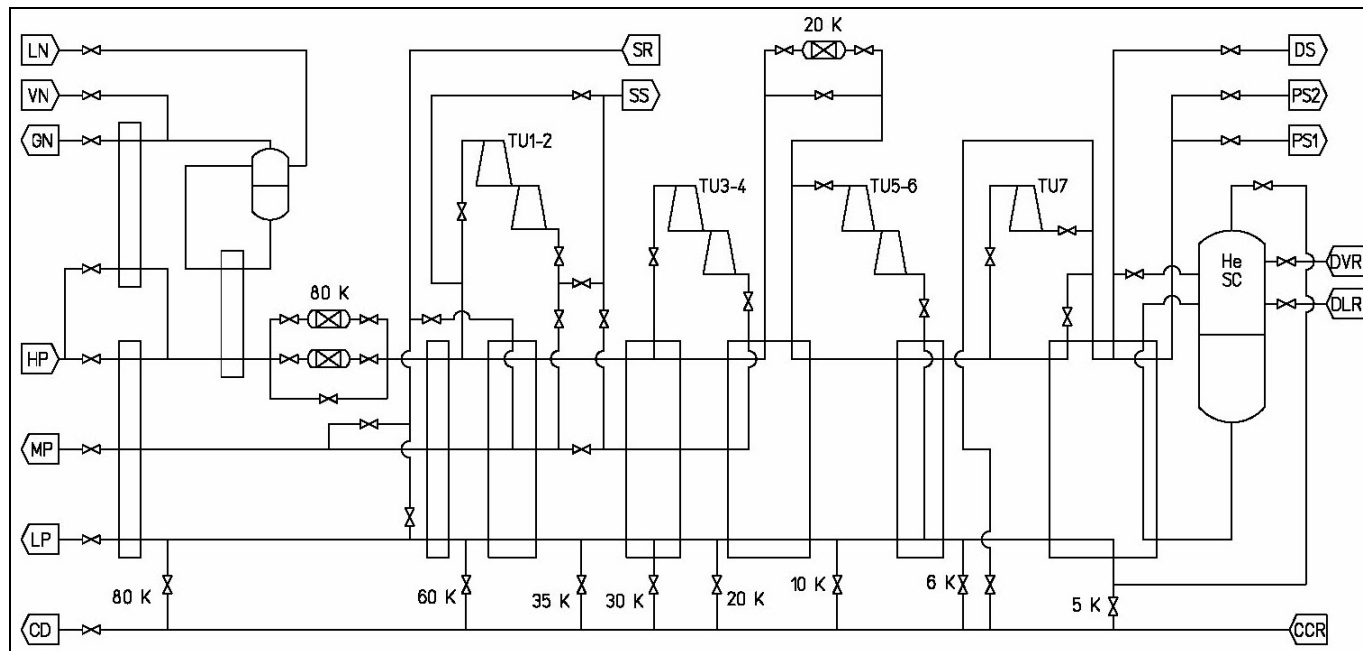 LN
VN
GN
HP
MP
LP
CD
80 K
SR
SS
TU1-2
TU3-4
20 K
TU5-6
TU7
DS
PS2
PS1
He
SC
DVR
DLR
80 K
60 K
35 K
30 K
20 K
10 K
6 K
5 K
CCR